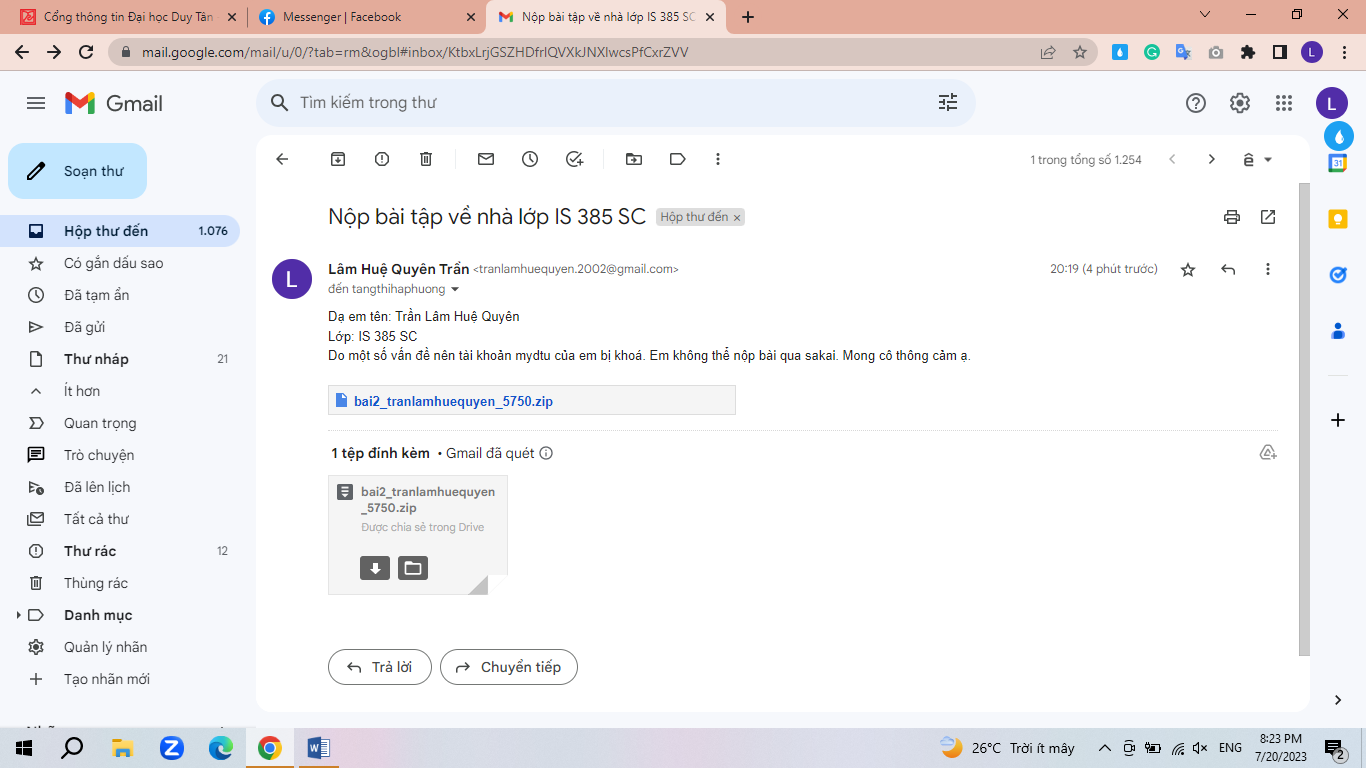 Cổng thông tin Đại học Duy Tân
Messenger | Facebook
Nộp bài tập về nhà lớp IS 385 SC
mail.google.com/mail/u/0/?tab=rm&ogbl#inbox/KtbxLrjGSZHDfrlQVXkJNXlwcsPfCxrZVV
L
Gmail
Tìm kiếm trong thư
L
Soạn thư
1 trong tổng số 1.254
ê
31
Hộp thư đến 1.076
Có gắn dấu sao
Đã tạm ẩn
Đã gửi
Thư nháp 21
Ít hơn
Quan trọng
Trò chuyện
Đã lên lịch
Tất cả thư
Thư rác 12
Thùng rác
Danh mục
Quản lý nhãn
Tạo nhãn mới
Nộp bài tập về nhà lớp IS 385 SC Hộp thư đến ×
L
Lâm Huệ Quyên Trần <tranlamhuequyen.2002@gmail.com> 20:19 (4 phút trước)
đến tangthihaphuong
Dạ em tên: Trần Lâm Huệ Quyên
Lớp: IS 385 SC
Do một số vấn đề nên tài khoản mydtu của em bị khoá. Em không thể nộp bài qua sakai. Mong cô thông cảm ạ.
bai2_tranlamhuequyen_5750.zip
1 tệp đính kèm • Gmail đã quét
bai2_tranlamhuequyen
_5750.zip
Được chia sẻ trong Drive
Trả lời
Chuyển tiếp
Z
W
26°C Trời ít mây
ENG
8:23 PM
7/20/2023
2